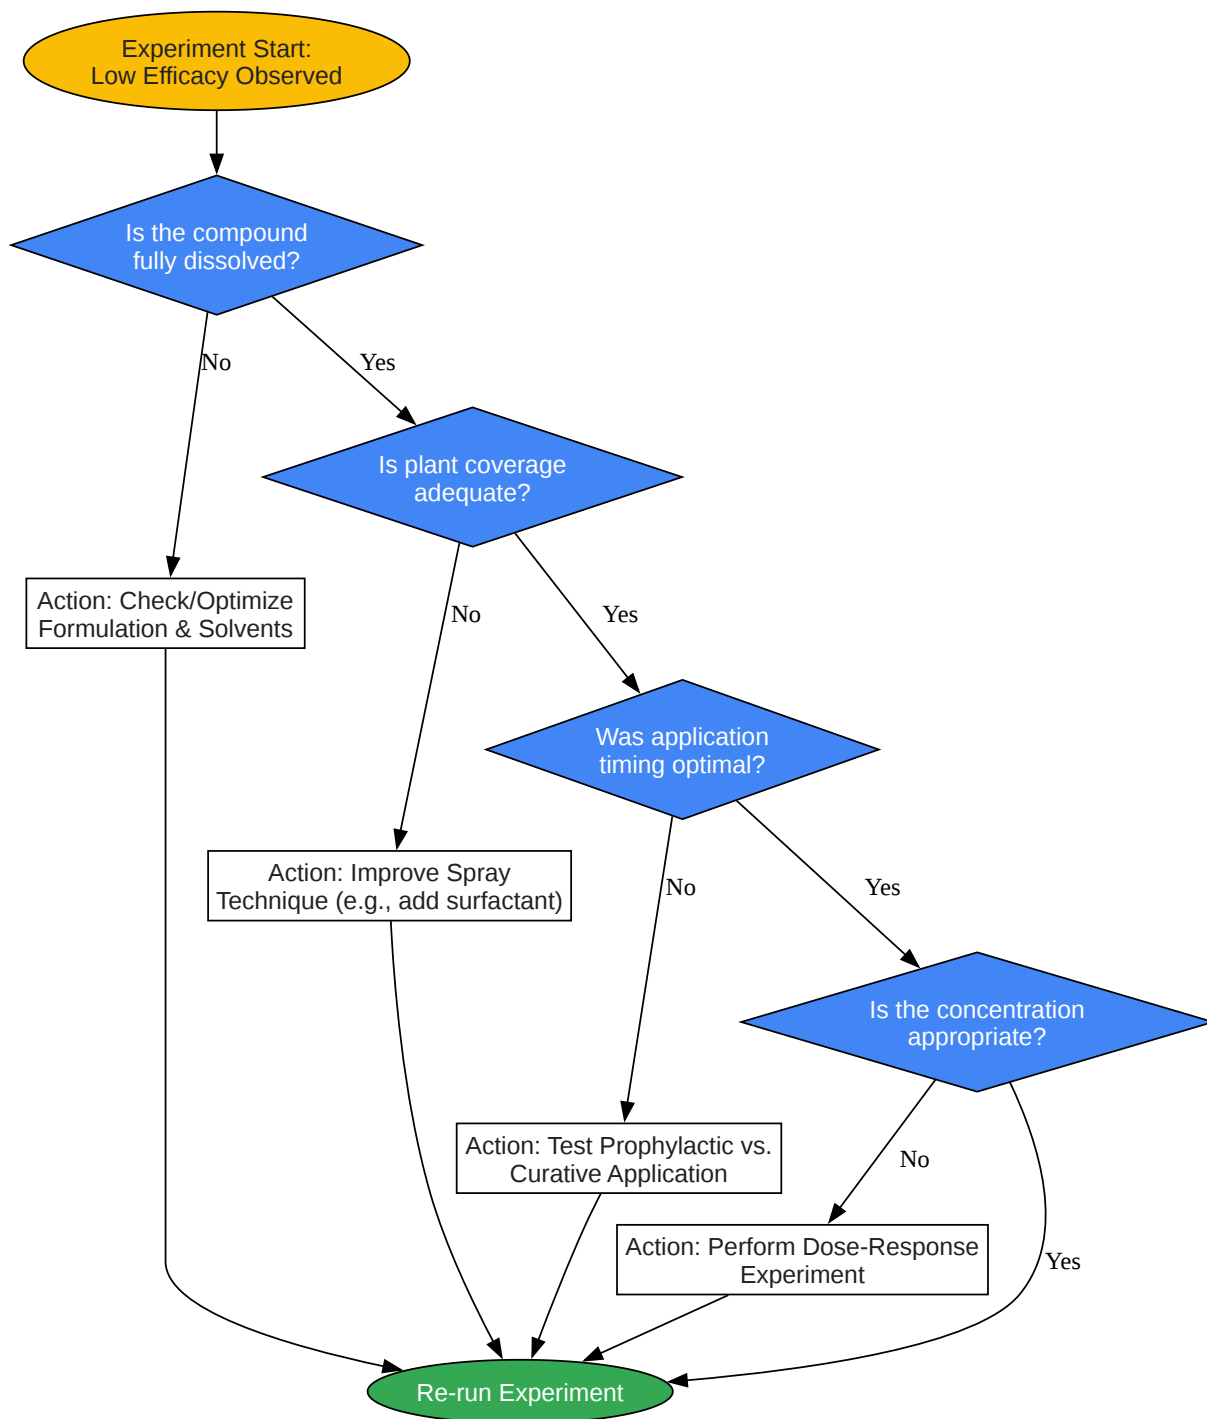 Experiment Start:
Low Efficacy Observed
Is the compound
fully dissolved?
No
Yes
Is plant coverage
adequate?
Action: Check/Optimize
Formulation & Solvents
No
Yes
Was application
timing optimal?
Action: Improve Spray
Technique (e.g., add surfactant)
No
Yes
Is the concentration
appropriate?
Action: Test Prophylactic vs.
Curative Application
No
Action: Perform Dose-Response
Experiment
Yes
Re-run Experiment